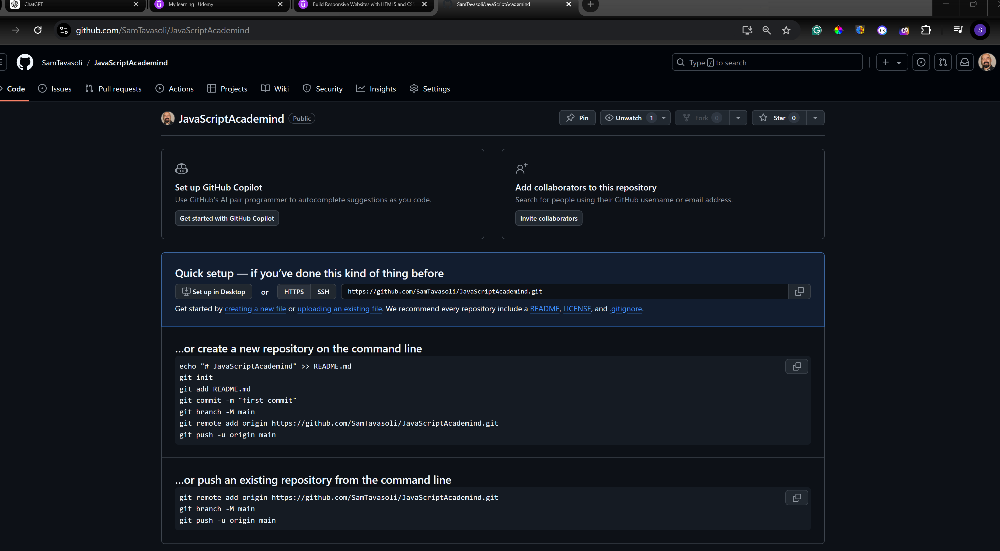 ChatGPT
My learning | Udemy
Build Responsive Websites with HTML5 and CS
SamTavasoli/JavaScriptAcademind
github.com/SamTavasoli/JavaScriptAcademind
S
SamTavasoli / JavaScriptAcademind
Type / to search
Code
Issues
Pull requests
Actions
Projects
Wiki
Security
Insights
Settings
JavaScriptAcademind
Public
Pin
Unwatch 1
Fork 0
Star 0
Set up GitHub Copilot
Use GitHub's AI pair programmer to autocomplete suggestions as you code.
Get started with GitHub Copilot
Add collaborators to this repository
Search for people using their GitHub username or email address.
Invite collaborators
Quick setup — if you’ve done this kind of thing before
Set up in Desktop or HTTPS SSH https://github.com/SamTavasoli/JavaScriptAcademind.git
Get started by creating a new file or uploading an existing file. We recommend every repository include a README, LICENSE, and .gitignore.
…or create a new repository on the command line
echo "# JavaScriptAcademind" >> README.md
git init
git add README.md
git commit -m "first commit"
git branch -M main
git remote add origin https://github.com/SamTavasoli/JavaScriptAcademind.git
git push -u origin main
…or push an existing repository from the command line
git remote add origin https://github.com/SamTavasoli/JavaScriptAcademind.git
git branch -M main
git push -u origin main